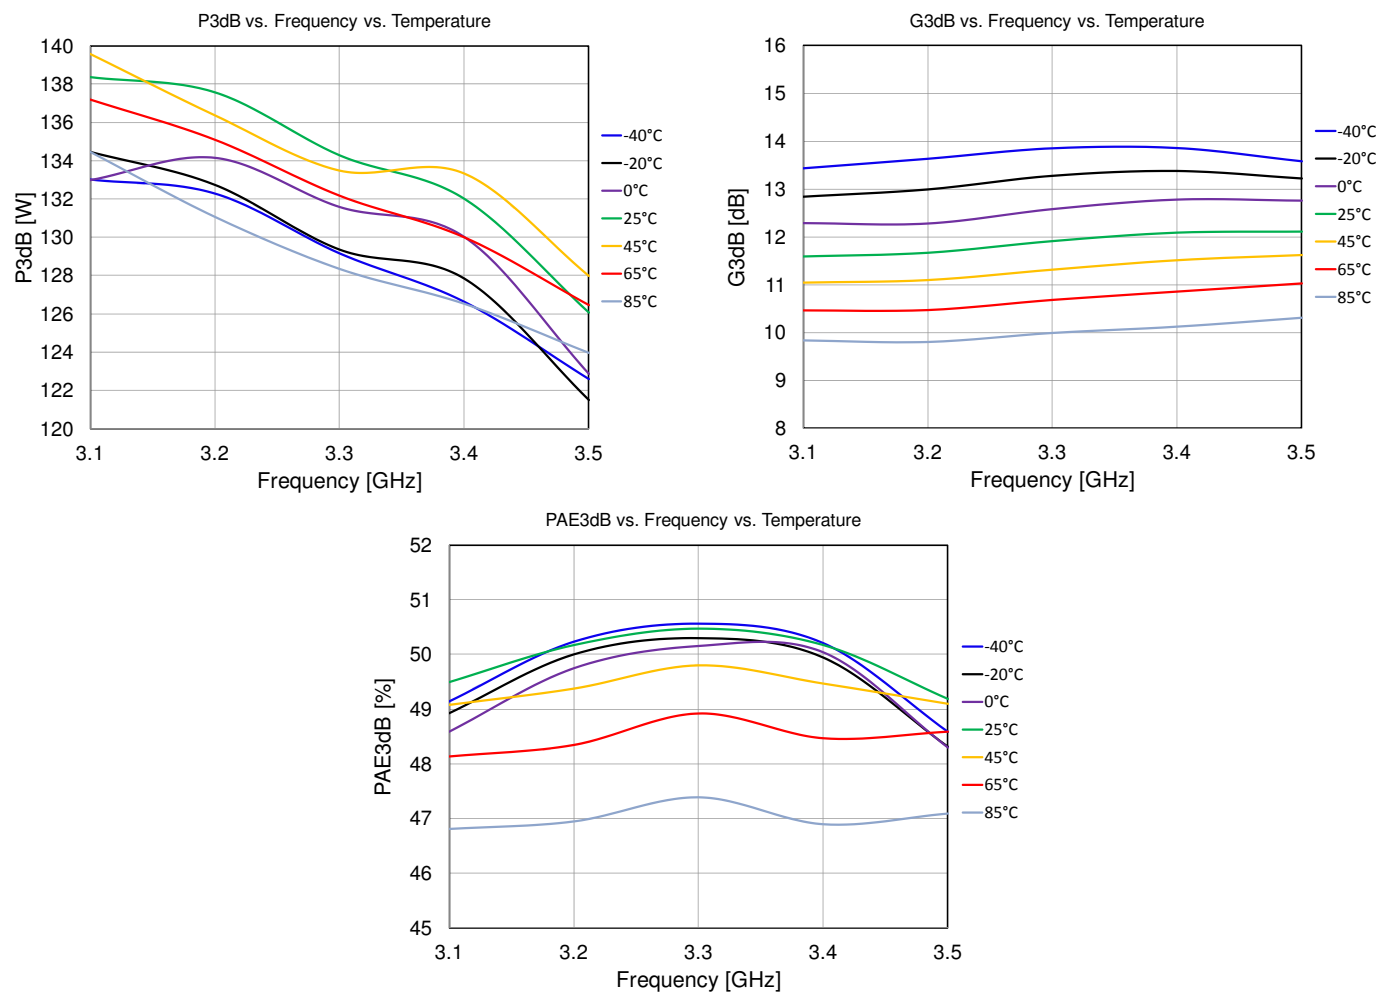 P3dB vs. Frequency vs. Temperature
140
138
136
134
132
130
128
126
124
122
120
P3dB [W]
3.1 3.2 3.3 3.4 3.5
Frequency [GHz]
-40°C
-20°C
0°C
25°C
45°C
65°C
85°C
G3dB vs. Frequency vs. Temperature
16
15
14
13
12
11
10
9
8
G3dB [dB]
3.1 3.2 3.3 3.4 3.5
Frequency [GHz]
-40°C
-20°C
0°C
25°C
45°C
65°C
85°C
PAE3dB vs. Frequency vs. Temperature
52
51
50
49
48
47
46
45
PAE3dB [%]
3.1 3.2 3.3 3.4 3.5
Frequency [GHz]
-40°C
-20°C
0°C
25°C
45°C
65°C
85°C